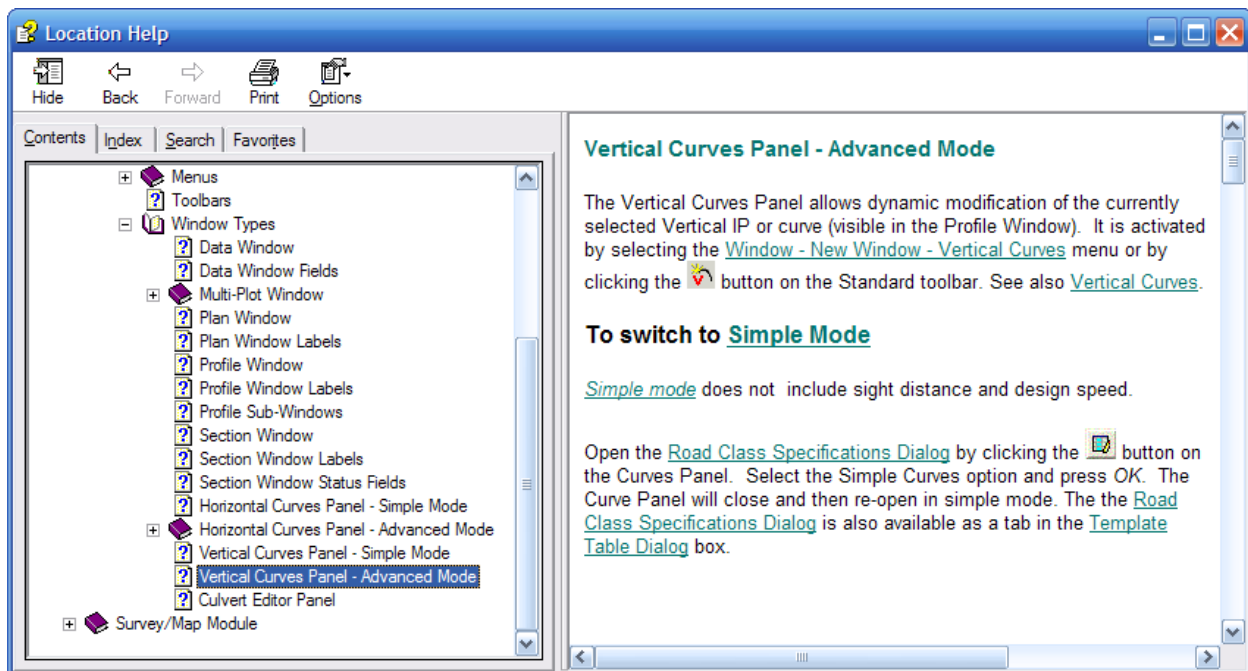 Location Help
Hide Back Forward Print Options
Contents Index Search Favorites
Menus
Toolbars
Window Types
Data Window
Data Window Fields
Multi-Plot Window
Plan Window
Plan Window Labels
Profile Window
Profile Window Labels
Profile Sub-Windows
Section Window
Section Window Labels
Section Window Status Fields
Horizontal Curves Panel - Simple Mode
Horizontal Curves Panel - Advanced Mode
Vertical Curves Panel - Simple Mode
Vertical Curves Panel - Advanced Mode
Culvert Editor Panel
Survey/Map Module
Vertical Curves Panel - Advanced Mode
The Vertical Curves Panel allows dynamic modification of the currently
selected Vertical IP or curve (visible in the Profile Window). It is activated
by selecting the Window - New Window - Vertical Curves menu or by
clicking the button on the Standard toolbar. See also Vertical Curves.
To switch to Simple Mode
Simple mode does not include sight distance and design speed.
Open the Road Class Specifications Dialog by clicking the button on
the Curves Panel. Select the Simple Curves option and press OK. The
Curve Panel will close and then re-open in simple mode. The the Road
Class Specifications Dialog is also available as a tab in the Template
Table Dialog box.